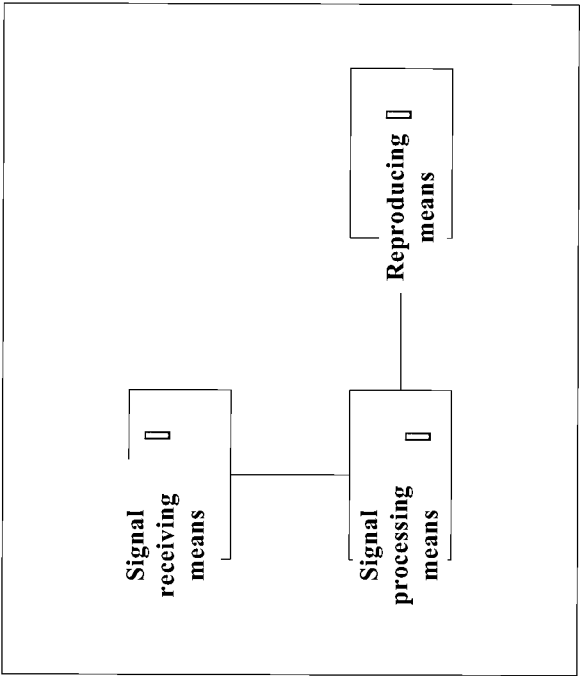 Signal
receiving
means
Signal
processing
means
Reproducing
means